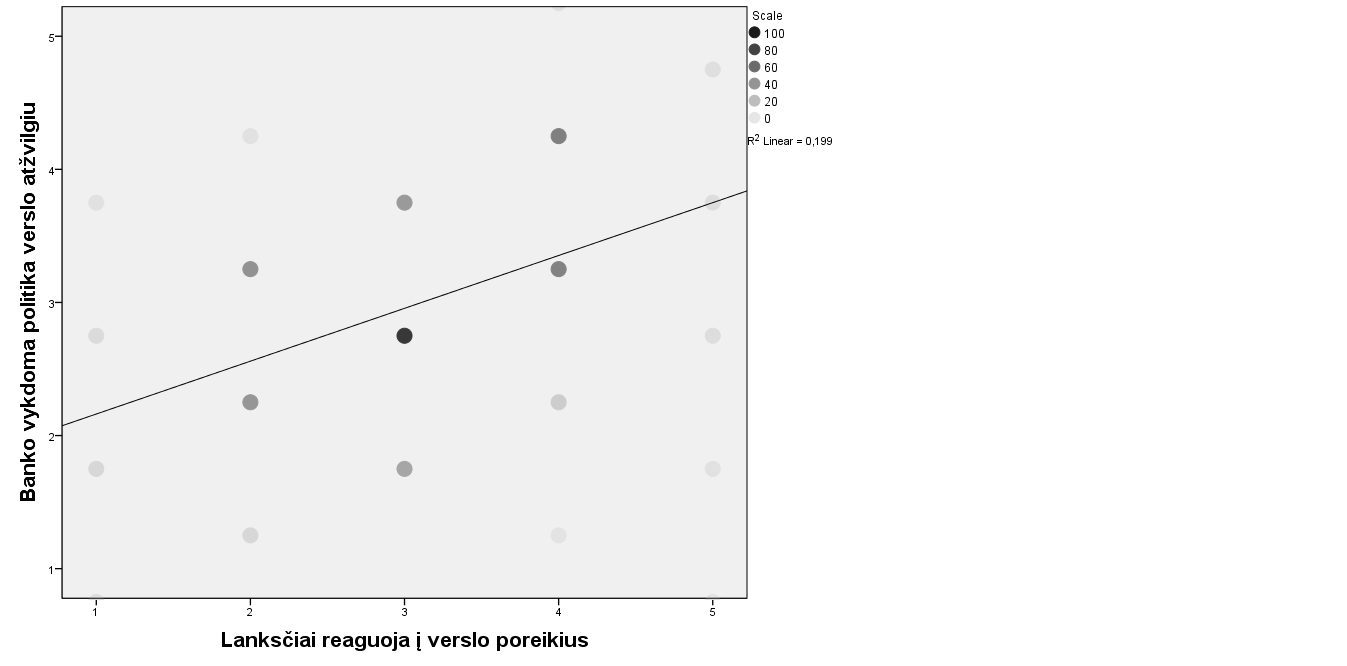 Scale
100
80
60
40
20
0
R2 Linear = 0,199
Banko vykdoma politika verslo atžvilgiu
5
4
3
2
1
1 2 3 4 5
Lanksčiai reaguoja į verslo poreikius